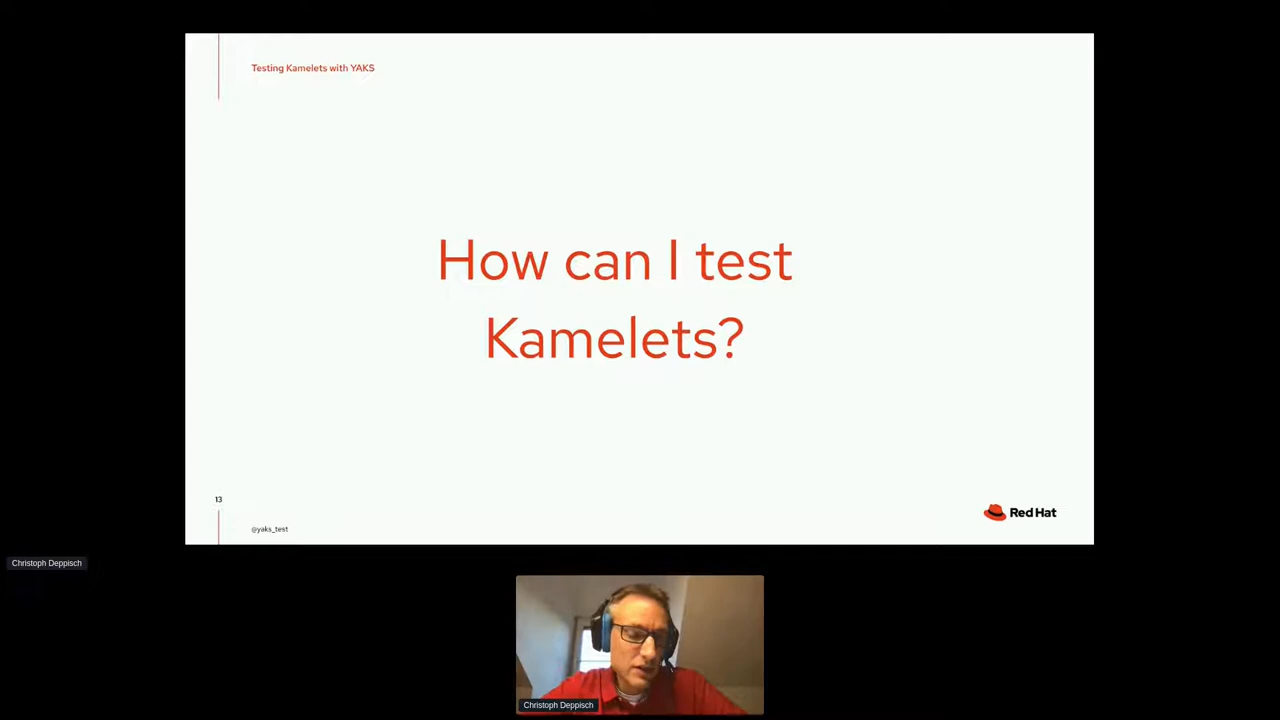 Testing Kamelets with YAKS
How can I test
Kamelets?
13
@yaks_test
Red Hat
Christoph Deppisch
Christoph Deppisch